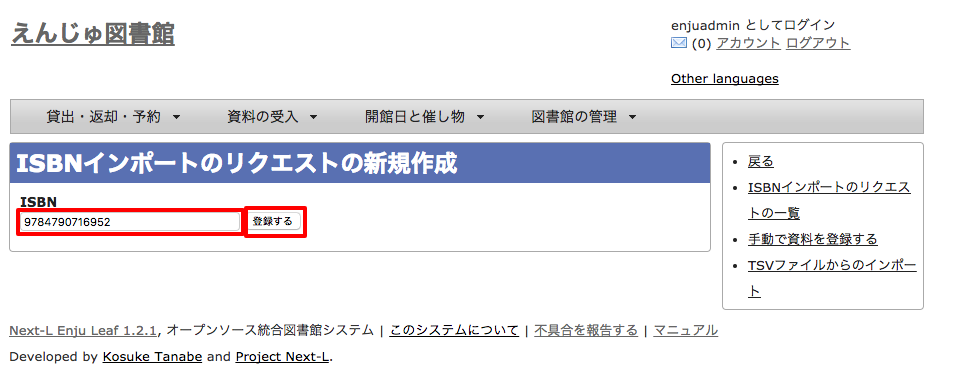 えんじゅ図書館
enjuadmin としてログイン
(0) アカウント ログアウト
Other languages
貸出・返却・予約 資料の受入 開館日と催し物 図書館の管理
ISBNインポートのリクエストの新規作成
ISBN
9784790716952 登録する
戻る
ISBNインポートのリクエス
トの一覧
手動で資料を登録する
TSVファイルからのインポー
ト
Next-L Enju Leaf 1.2.1, オープンソース統合図書館システム | このシステムについて | 不具合を報告する | マニュアル
Developed by Kosuke Tanabe and Project Next-L.